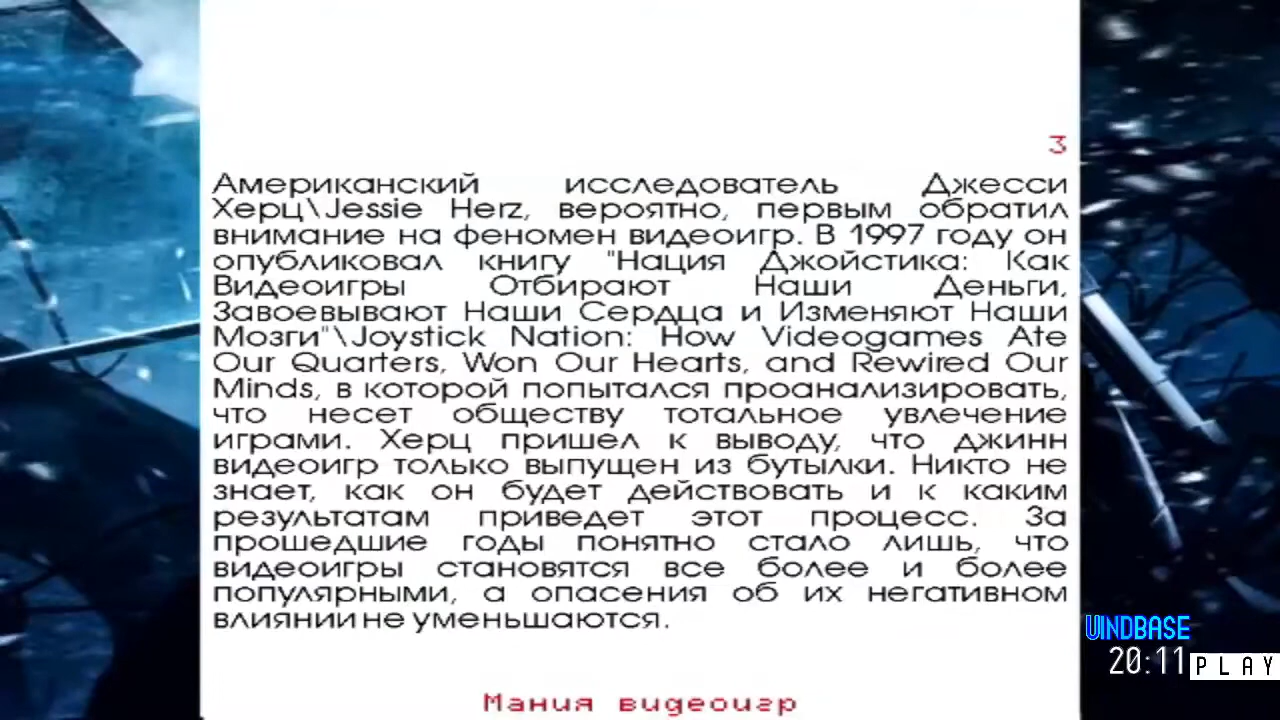 3
Американский исследователь Джесси
Херц\Jessie Herz, вероятно, первым обратил
внимание на феномен видеоигр. В 1997 году он
опубликовал книгу "Нация Джойстика: Как
Видеоигры Отбирают Наши Деньги,
Завоевывают Наши Сердца и Изменяют Наши
Мозги"\Joystick Nation: How Videogames Ate
Our Quarters, Won Our Hearts, and Rewired Our
Minds, в которой попытался проанализировать,
что несет обществу тотальное увлечение
играми. Херц пришел к выводу, что джинн
видеоигр только выпущен из бутылки. Никто не
знает, как он будет действовать и к каким
результатам приведет этот процесс. За
прошедшие годы понятно стало лишь, что
видеоигры становятся все более и более
популярными, а опасения об их негативном
влиянии не уменьшаются.
UINDBASE
20:11 PLAY
Мания видеоигр